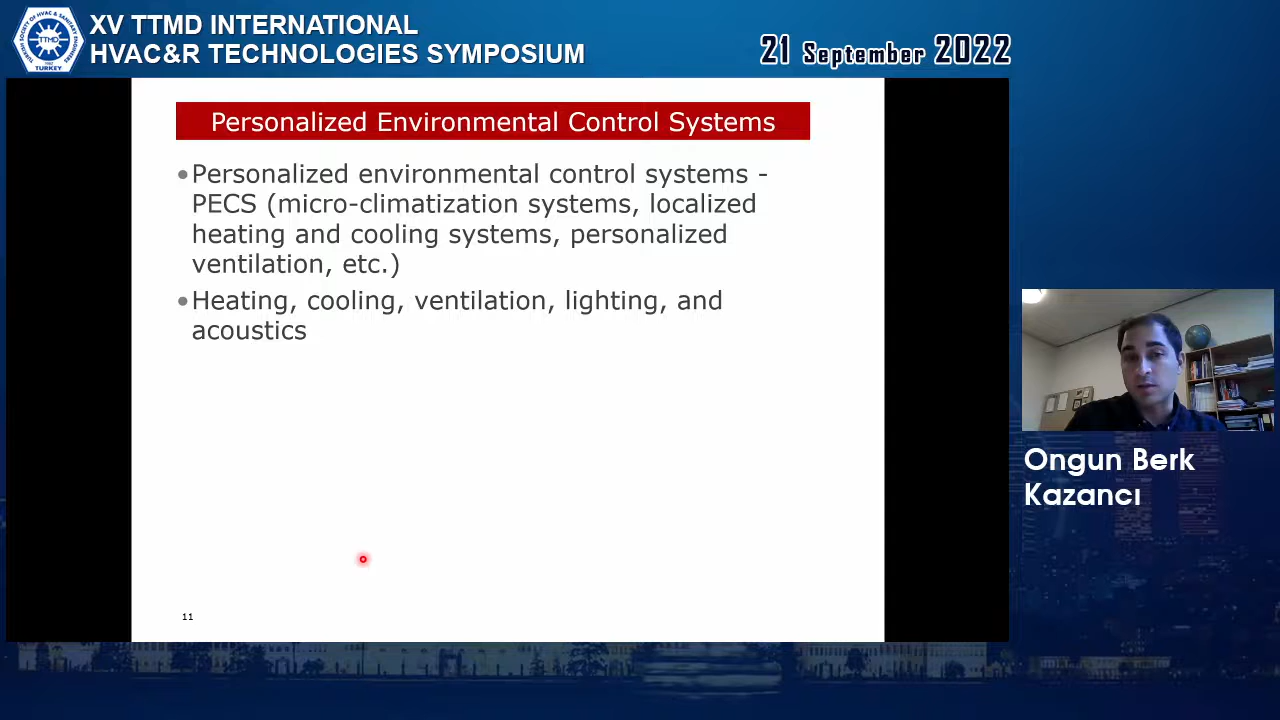 XV TTMD INTERNATIONAL
HVAC&R TECHNOLOGIES SYMPOSIUM
21 September 2022
TTMD
TURKEY
Personalized Environmental Control Systems
•Personalized environmental control systems -
PECS (micro-climatization systems, localized
heating and cooling systems, personalized
ventilation, etc.)
•Heating, cooling, ventilation, lighting, and
acoustics
11
Ongun Berk
Kazancı